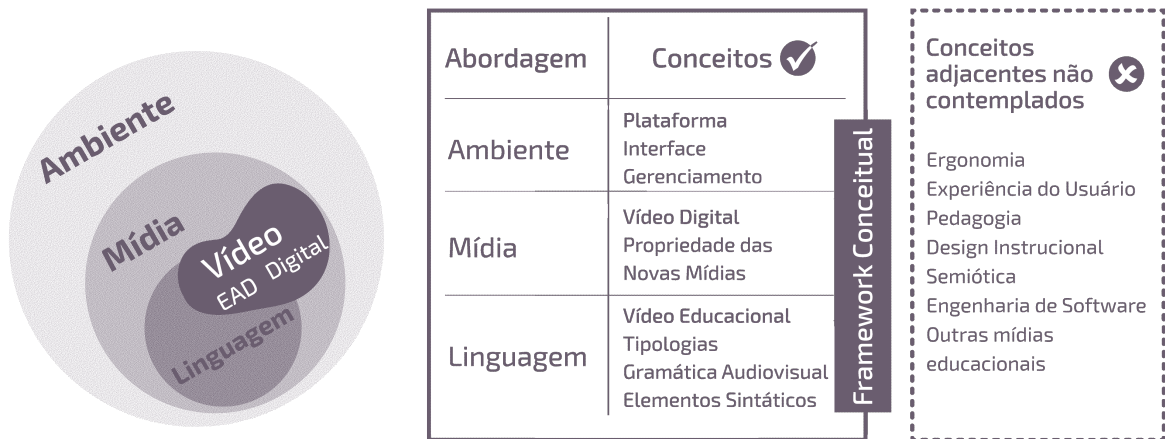 Ambiente
Mídia
Vídeo
EAD Digital
Linguagem
Abordagem
Conceitos
Ambiente
Plataforma
Interface
Gerenciamento
Mídia
Vídeo Digital
Propriedade das
Novas Mídias
Linguagem
Vídeo Educacional
Tipologias
Gramática Audiovisual
Elementos Sintáticos
Framework Conceitual
Conceitos
adjacentes não
contemplados
Ergonomia
Experiência do Usuário
Pedagogia
Design Instrucional
Semiótica
Engenharia de Software
Outras mídias
educacionais